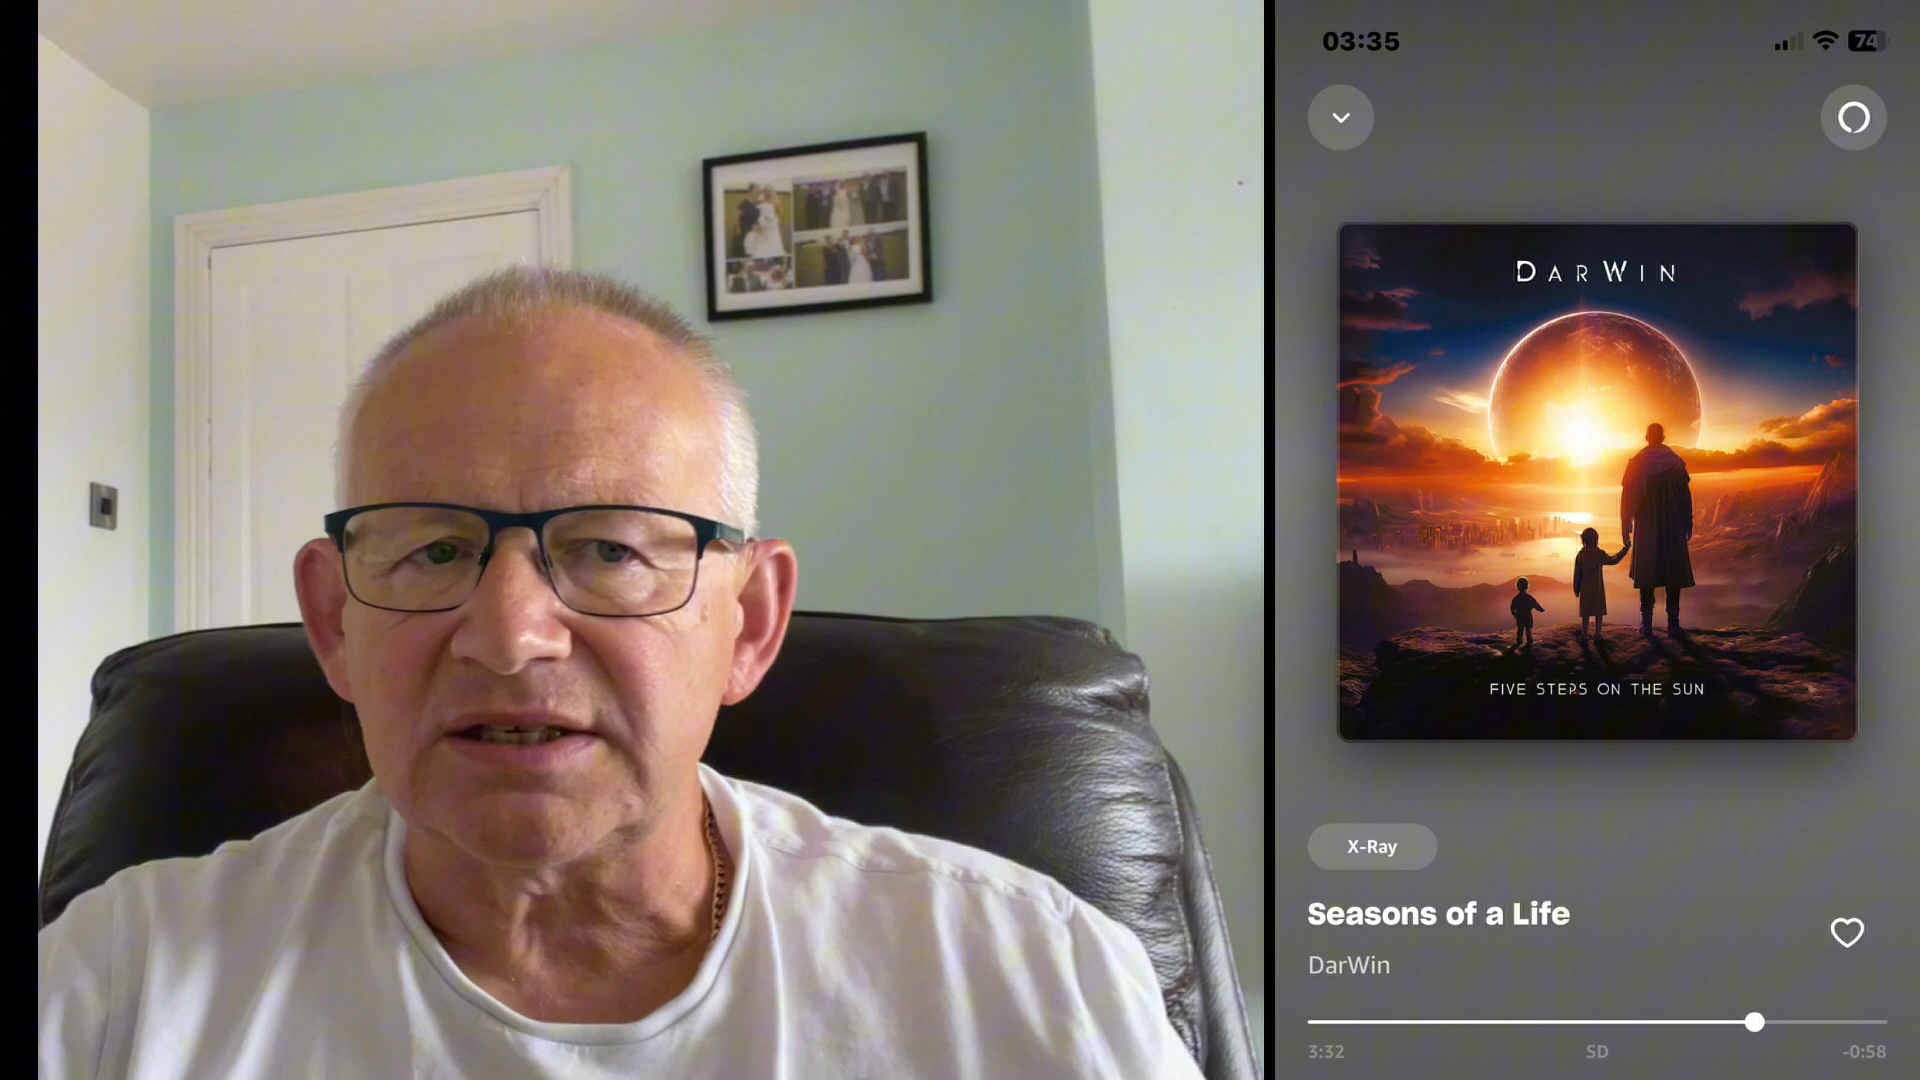 03:35
74
DARWIN
FIVE STEPS ON THE SUN
X-Ray
Seasons of a Life
DarWin
3:32
SD
-0:58